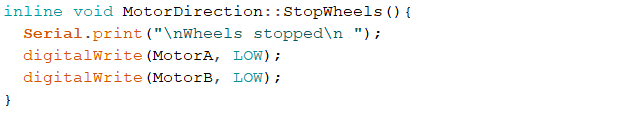 inline void MotorDirection::StopWheels(){
  Serial.print("\nWheels stopped\n ");
  digitalWrite(MotorA, LOW);
  digitalWrite(MotorB, LOW);
}